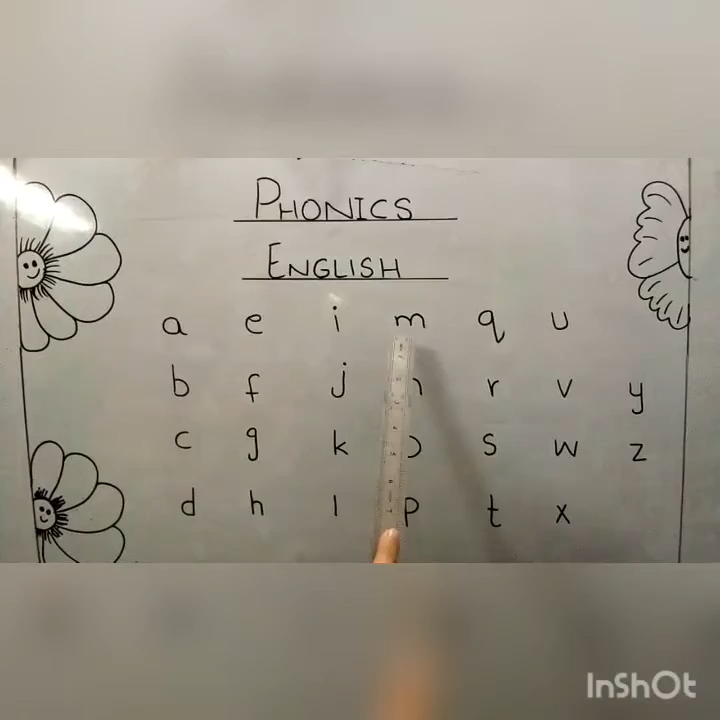 PHONICS
ENGLISH
a e i m q u
b f j r v y
c g k s w z
d h l p t x
InShOt